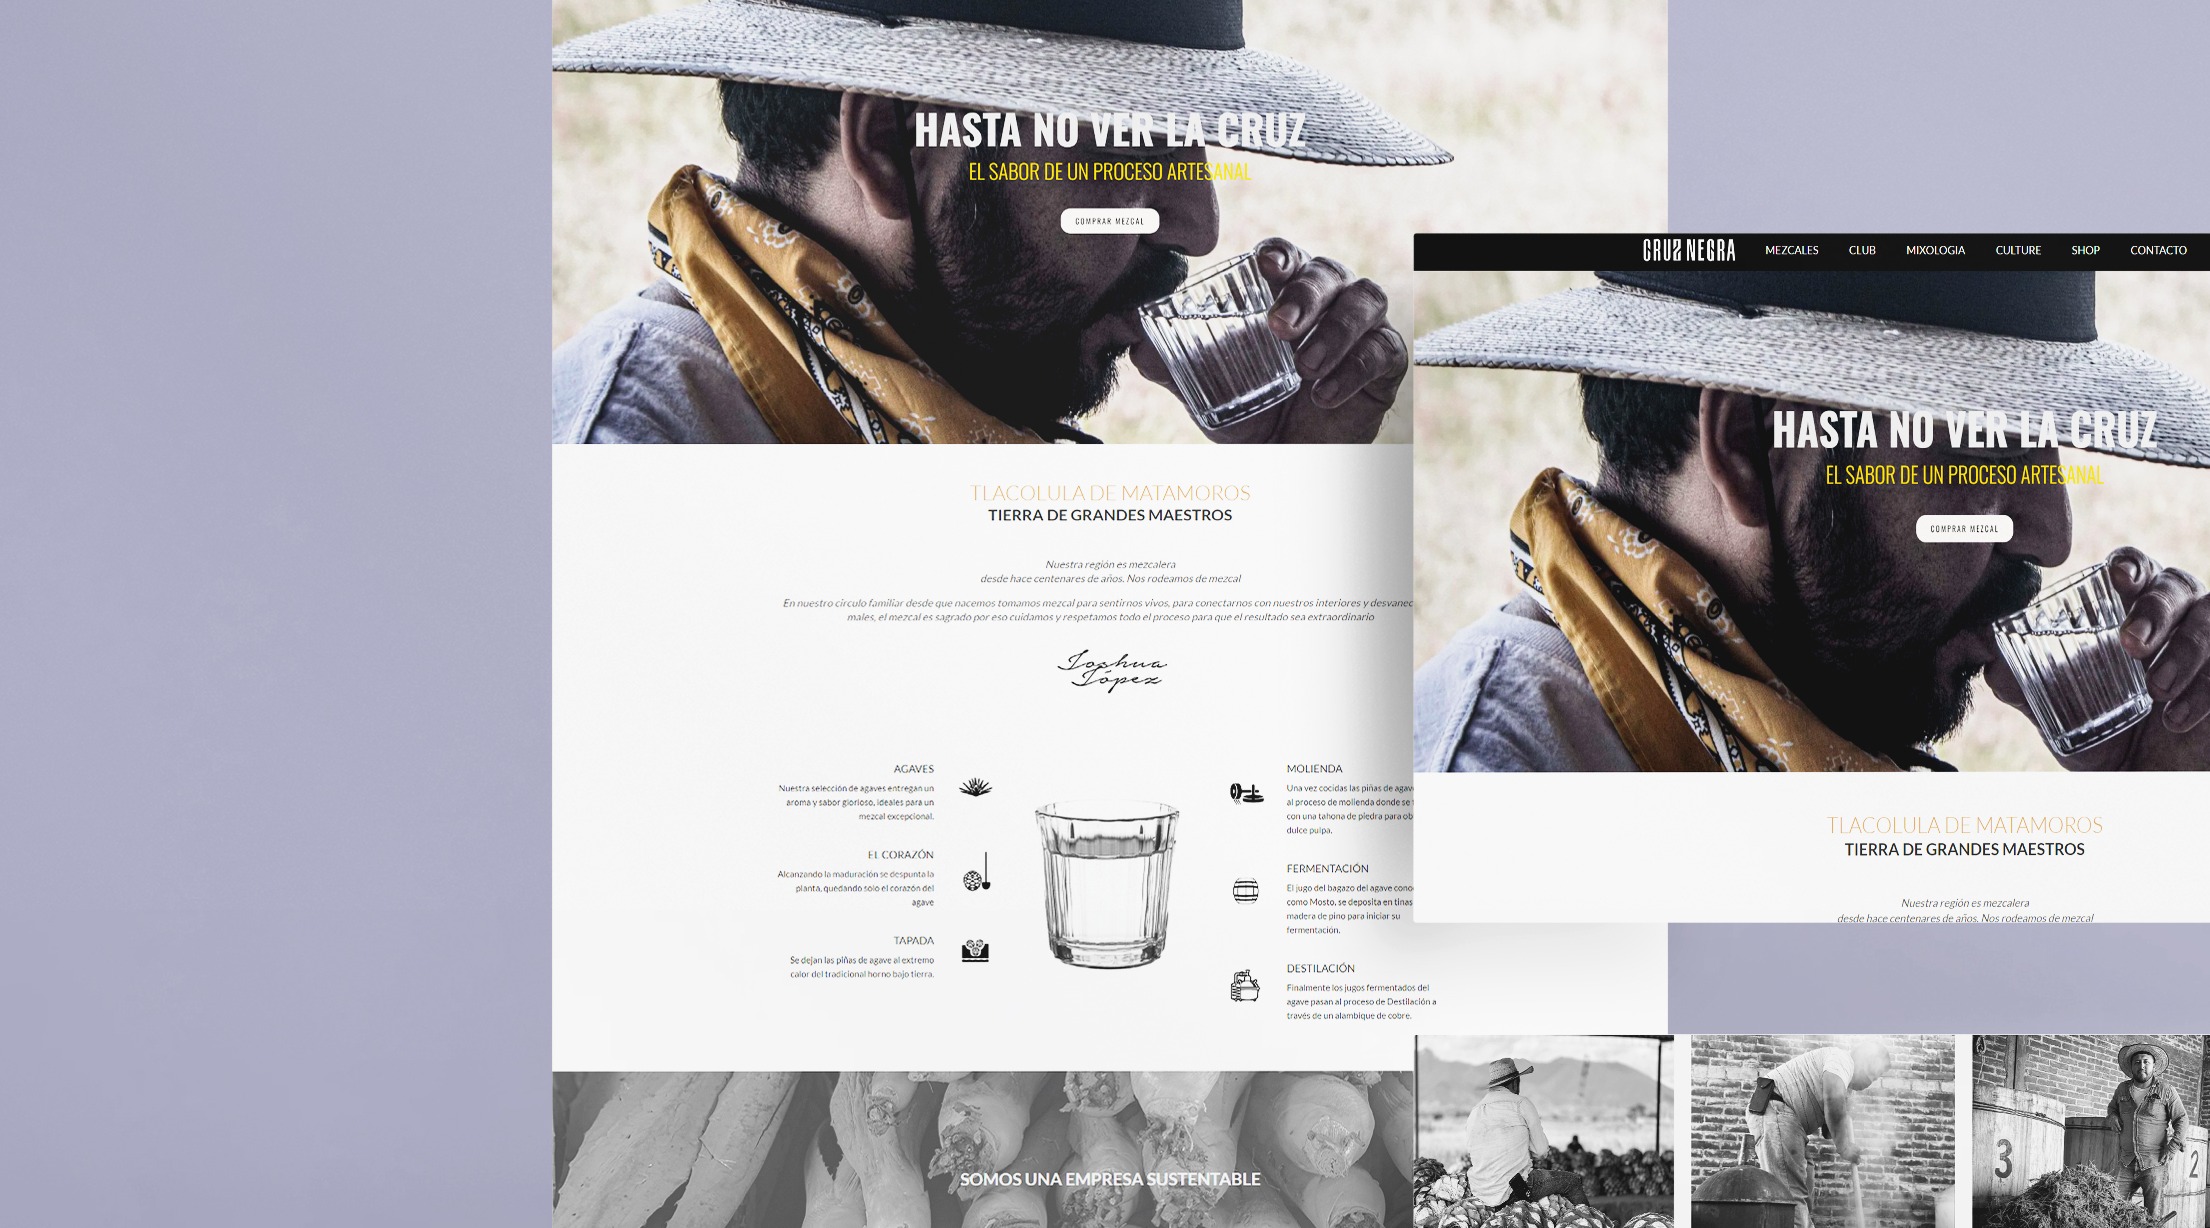 HASTA NO VER LA CRUZ
EL SABOR DE UN PROCESO ARTESANAL
COMPRAR MEZCAL
TLACOLULA DE MATAMOROS
TIERRA DE GRANDES MAESTROS
Nuestra región es mezcalera
desde hace centenares de años. Nos rodeamos de mezcal
En nuestro circulo familiar desde que nacemos tomamos mezcal para sentirnos vivos, para conectarnos con nuestros interiores y desvanec
males, el mezcal es sagrado por eso cuidamos y respetamos todo el proceso para que el resultado sea extraordinario
Joshua
López
AGAVES
Nuestra selección de agaves entregan un
aroma y sabor glorioso, ideales para un
mezcal excepcional.
EL CORAZÓN
Alcanzando la maduración se despunta la
planta, quedando solo el corazón del
agave
TAPADA
Se dejan las piñas de agave al extremo
calor del tradicional horno bajo tierra.
MOLIENDA
Una vez cocidas las piñas de agav
al proceso de molienda donde se
con una tahona de piedra para ob
dulce pulpa.
FERMENTACIÓN
El jugo del bagazo del agave cono
como Mosto, se deposita en tinas
madera de pino para iniciar su
fermentación.
DESTILACIÓN
Finalmente los jugos fermentados del
agave pasan al proceso de Destilación a
través de un alambique de cobre.
SOMOS UNA EMPRESA SUSTENTABLE
CRUZ NEGRA MEZCALES CLUB MIXOLOGIA CULTURE SHOP CONTACTO
HASTA NO VER LA CRUZ
EL SABOR DE UN PROCESO ARTESANAL
COMPRAR MEZCAL
TLACOLULA DE MATAMOROS
TIERRA DE GRANDES MAESTROS
Nuestra región es mezcalera
desde hace centenares de años. Nos rodeamos de mezcal
3
2